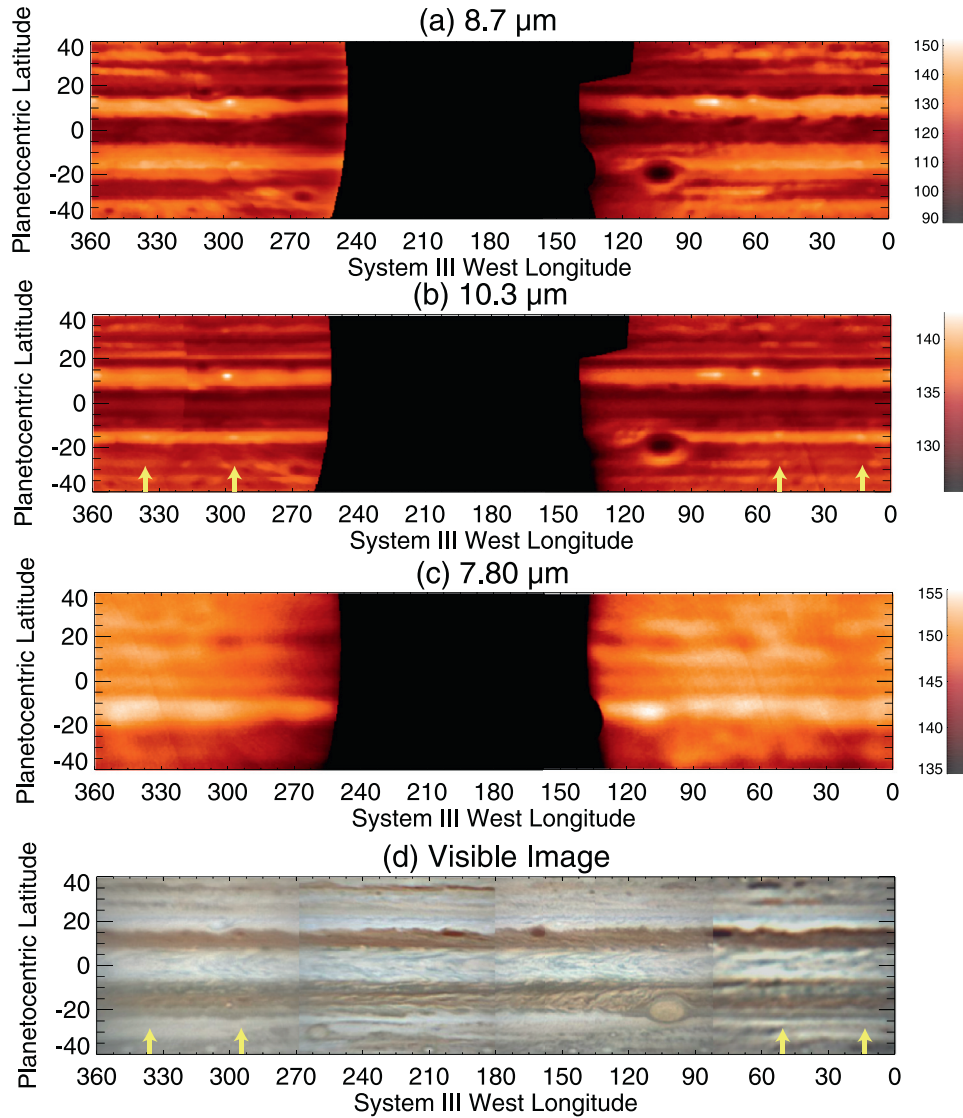 (a) 8.7 µm
Planetocentric Latitude
40
20
0
-20
-40
360 330 300 270 240 210 180 150 120 90 60 30 0
System III West Longitude
150
140
130
120
110
100
90
(b) 10.3 µm
Planetocentric Latitude
40
20
0
-20
-40
360 330 300 270 240 210 180 150 120 90 60 30 0
System III West Longitude
140
135
130
(c) 7.80 µm
Planetocentric Latitude
40
20
0
-20
-40
360 330 300 270 240 210 180 150 120 90 60 30 0
System III West Longitude
155
150
145
140
135
(d) Visible Image
Planetocentric Latitude
40
20
0
-20
-40
360 330 300 270 240 210 180 150 120 90 60 30 0
System III West Longitude